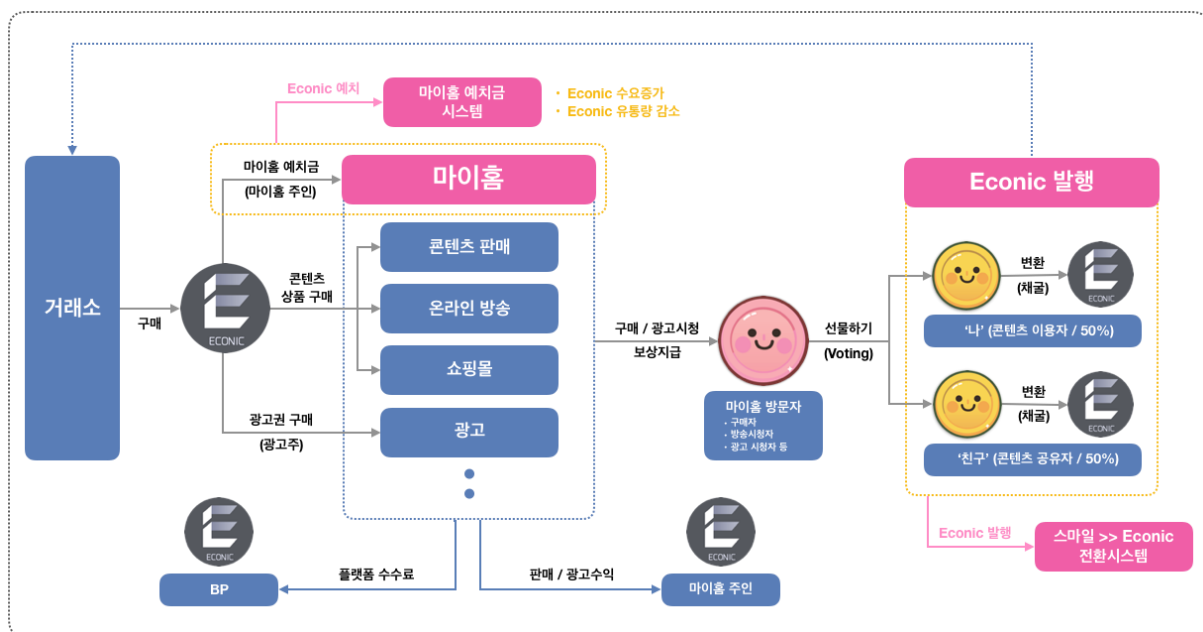 Econic 예치
마이홈 예치금
시스템
· Econic 수요증가
· Econic 유통량 감소
마이홈 예치금
(마이홈 주인)
마이홈
Econic 발행
거래소
구매
ECONIC
콘텐츠
상품 구매
콘텐츠 판매
온라인 방송
쇼핑몰
광고권 구매
(광고주)
광고
구매 / 광고시청
보상지급
마이홈 방문자
· 구매자
· 방송시청자
· 광고 시청자 등
선물하기
(Voting)
변환
(채굴)
ECONIC
‘나’ (콘텐츠 이용자 / 50%)
변환
(채굴)
ECONIC
‘친구’ (콘텐츠 공유자 / 50%)
Econic 발행
스마일 >> Econic
전환시스템
ECONIC
BP
플랫폼 수수료
판매 / 광고수익
ECONIC
마이홈 주인